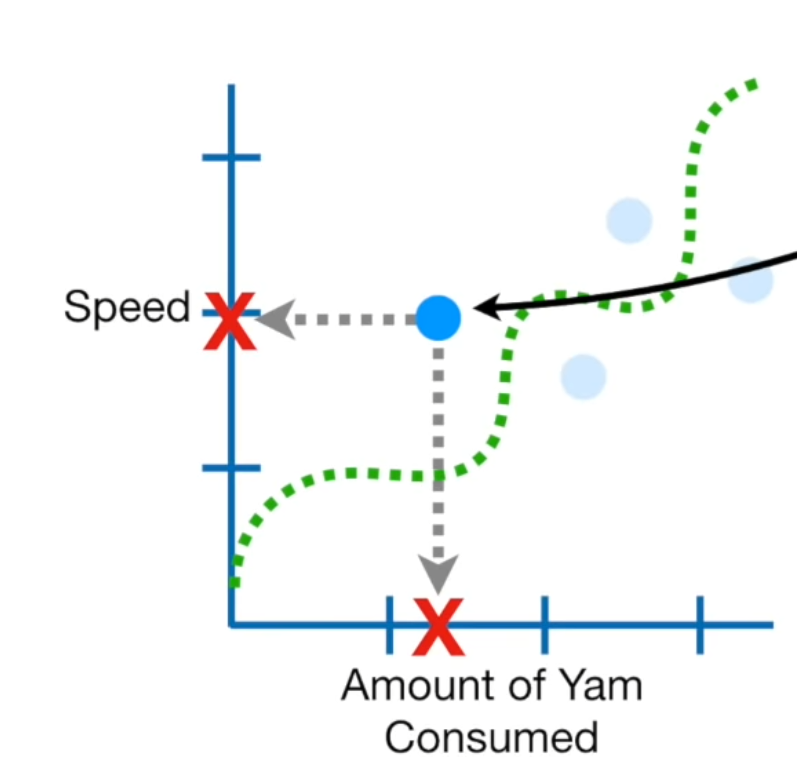 Speed
X
X
Amount of Yam
Consumed